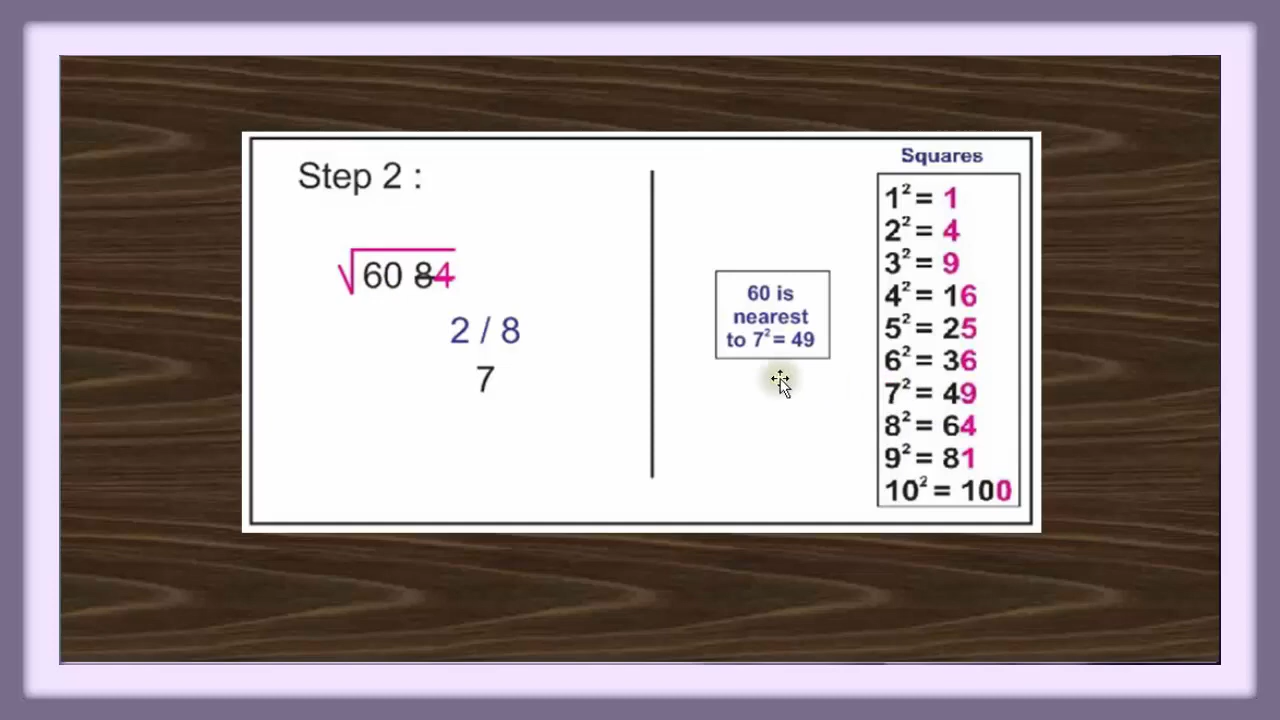 Step 2 :
√60 84
2 / 8
7
60 is
nearest
to 7² = 49
Squares
1² = 1
2² = 4
3² = 9
4² = 16
5² = 25
6² = 36
7² = 49
8² = 64
9² = 81
10² = 100